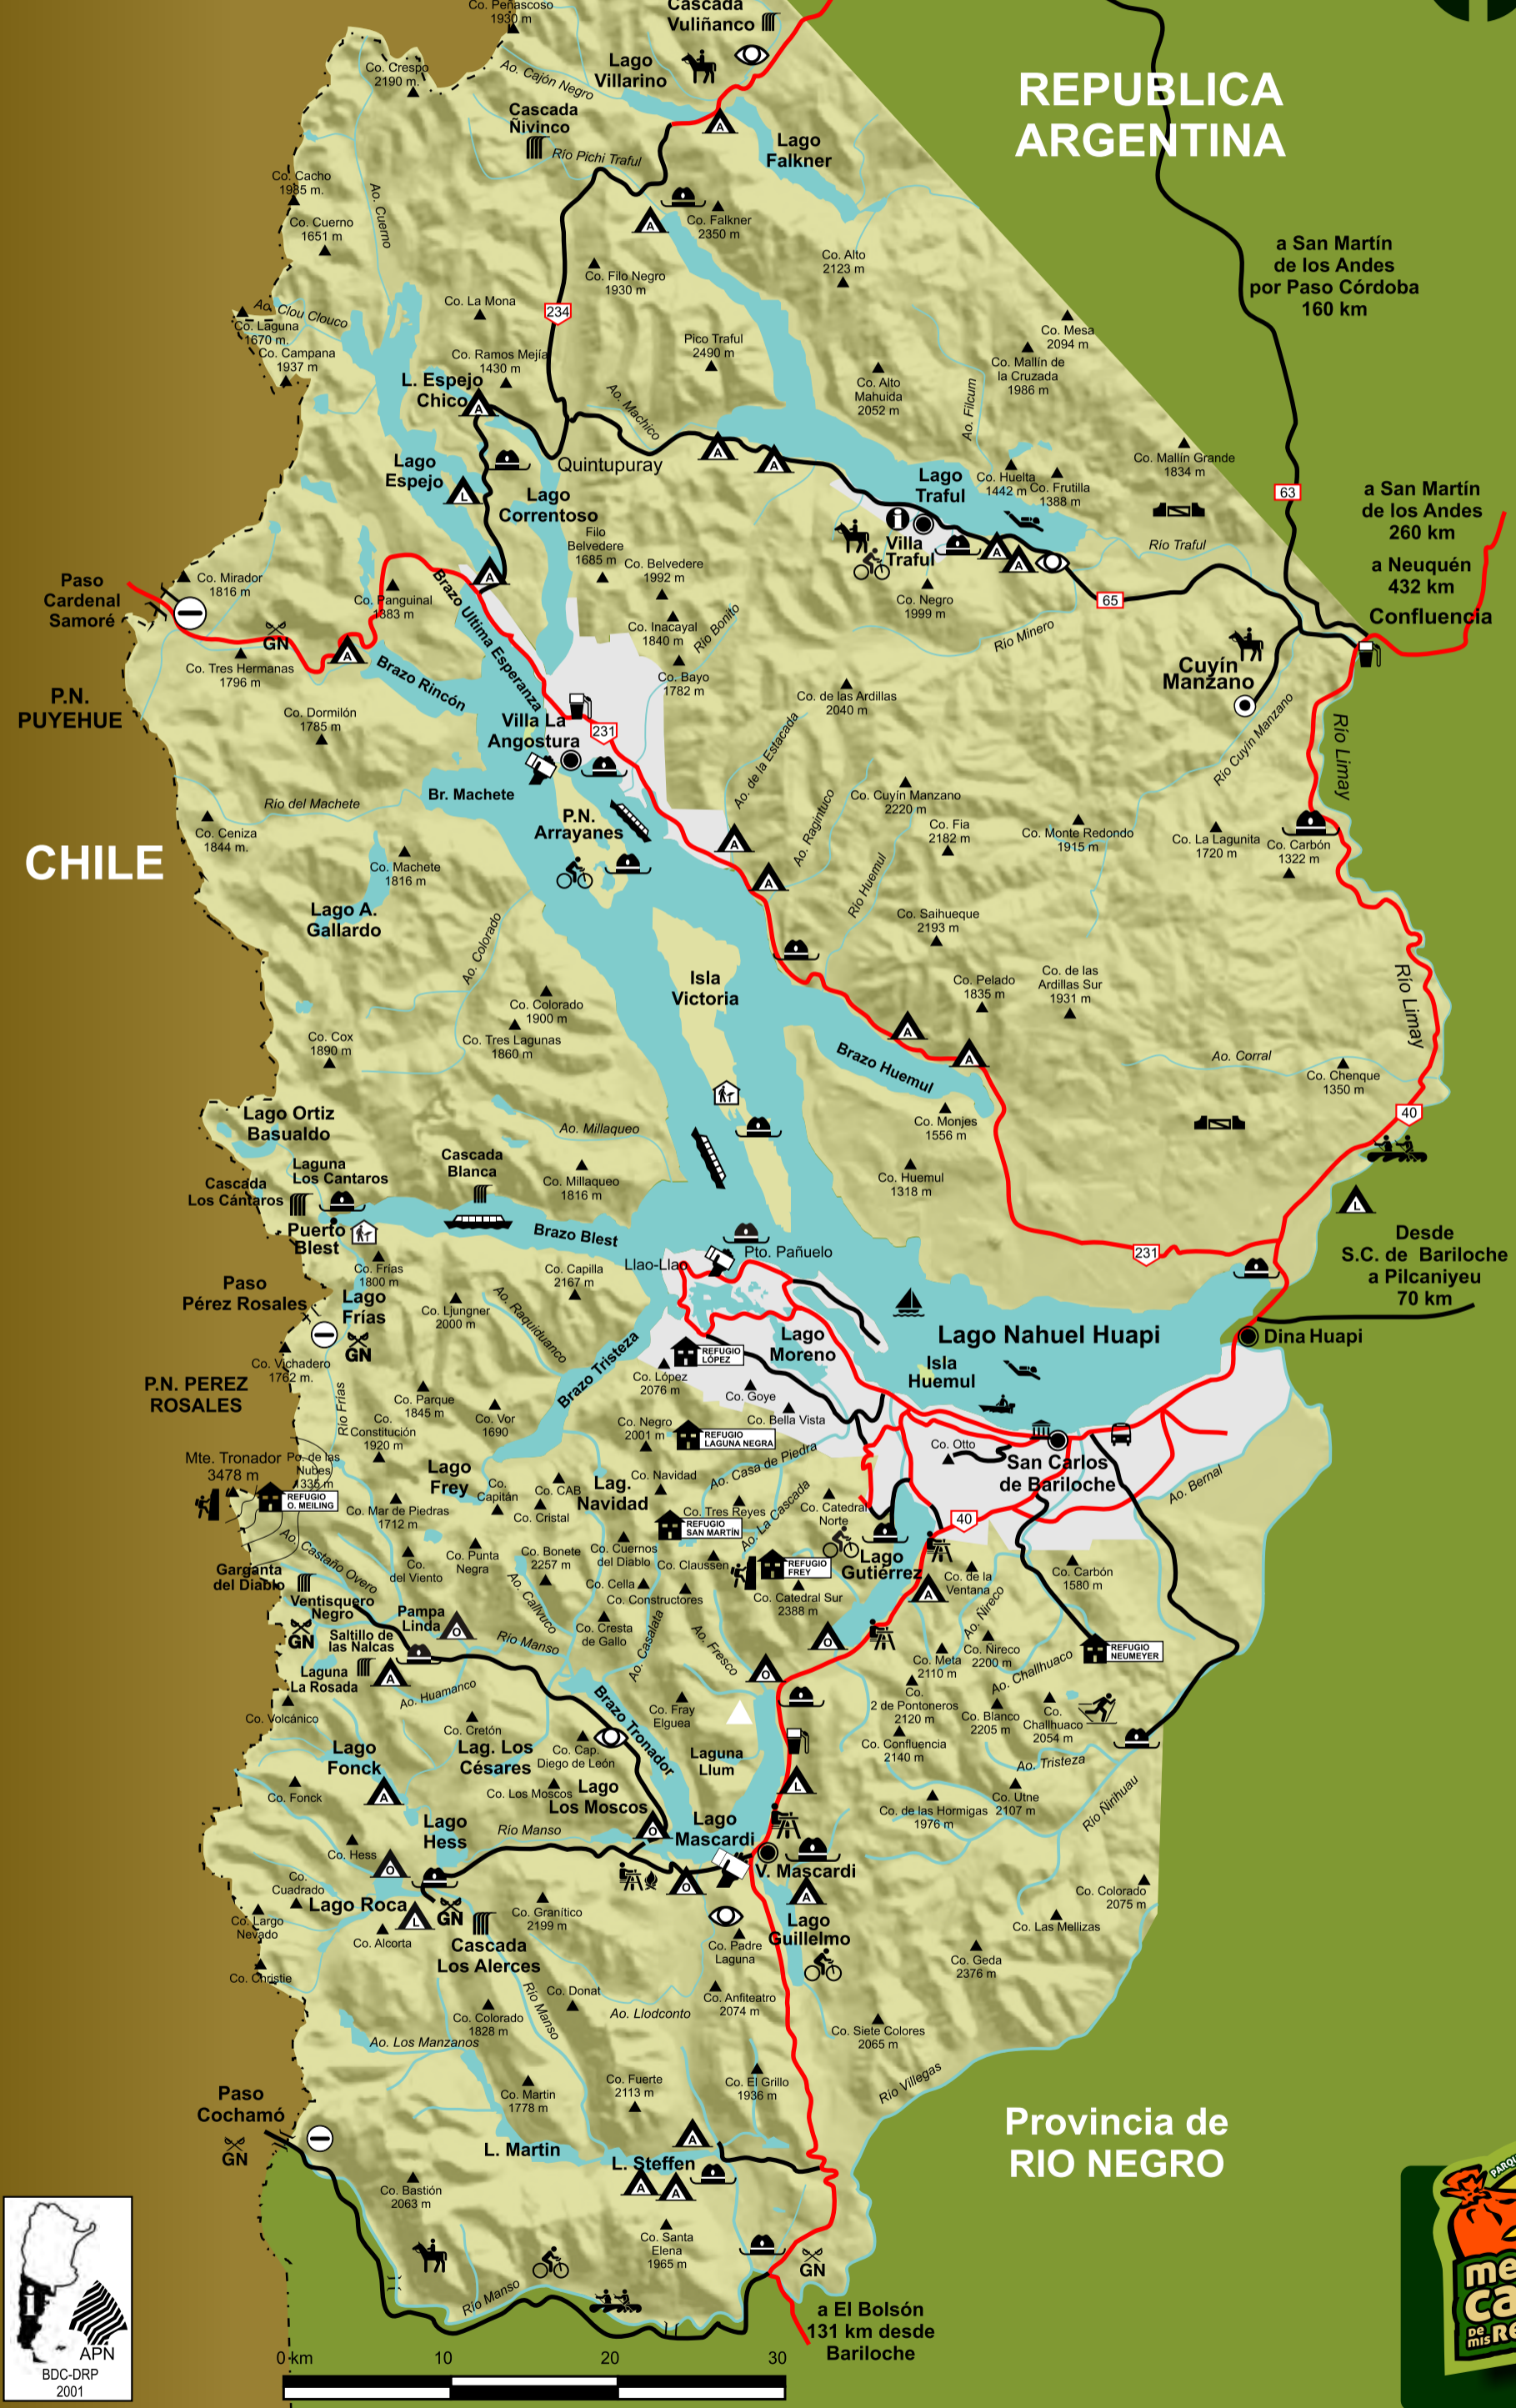 Co. Peñascoso
1930 m
Cascada
Vuliñanco
Co. Crespo
2190 m.
Ao. Cajón Negro
Lago
Villarino
Cascada
Ñivinco
Río Pichi Traful
Lago
Falkner
REPUBLICA
ARGENTINA
Co. Cacho
1985 m.
Co. Cuerno
1651 m
Ao. Cuerno
Co. Falkner
2350 m
Co. Alto
2123 m
a San Martín
de los Andes
por Paso Córdoba
160 km
Co. Filo Negro
1930 m
Ao. Clou Clouco
Co. Laguna
1670 m.
Co. Campana
1937 m
Co. La Mona
234
Co. Ramos Mejía
1430 m
Pico Traful
2490 m
Co. Mesa
2094 m
Co. Mallín de
la Cruzada
1986 m
Co. Alto
Mahuida
2052 m
Ao. Filcum
L. Espejo
Chico
Ao. Machico
Quintupuray
Lago
Espejo
Lago
Correntoso
Lago
Traful
Co. Huelta
1442 m
Co. Frutilla
1388 m
Co. Mallín Grande
1834 m
63
a San Martín
de los Andes
260 km
a Neuquén
432 km
Confluencia
Villa
Traful
Río Traful
Filo
Belvedere
1685 m
Co. Belvedere
1992 m
Co. Negro
1999 m
65
Paso
Cardenal
Samoré
Co. Mirador
1816 m
Co. Panguinal
1383 m
GN
Co. Tres Hermanas
1796 m
Brazo Ultima Esperanza
Brazo Rincón
Co. Inacayal
1840 m
Río Bonito
Co. Bayo
1782 m
Río Minero
Cuyín
Manzano
P.N.
PUYEHUE
Co. Dormilón
1785 m
Villa La
Angostura
231
Co. de las Ardillas
2040 m
Ao. de la Estacada
Río Cuyín Manzano
Río Limay
Br. Machete
Río del Machete
P.N.
Arrayanes
Ao. Ragintuco
Co. Cuyín Manzano
2220 m
Co. Fia
2182 m
Co. Monte Redondo
1915 m
Co. La Lagunita
1720 m
Co. Carbón
1322 m
CHILE
Co. Ceniza
1844 m.
Co. Machete
1816 m
Río Huemul
Lago A.
Gallardo
Ao. Colorado
Co. Saihueque
2193 m
Isla
Victoria
Co. Pelado
1835 m
Co. de las
Ardillas Sur
1931 m
Río Limay
Co. Colorado
1900 m
Co. Tres Lagunas
1860 m
Co. Cox
1890 m
Brazo Huemul
Ao. Corral
Co. Chenque
1350 m
40
Lago Ortiz
Basualdo
Ao. Millaqueo
Co. Monjes
1556 m
Laguna
Los Cantaros
Cascada
Blanca
Co. Millaqueo
1816 m
Co. Huemul
1318 m
Cascada
Los Cántaros
Puerto
Blest
Brazo Blest
Llao-Llao
Pto. Pañuelo
231
Desde
S.C. de Bariloche
a Pilcaniyeu
70 km
Co. Frías
1800 m
Co. Capilla
2167 m
Paso
Pérez Rosales
Lago
Frías
GN
Co. Ljungner
2000 m
Ao. Raquiduanco
Lago
Moreno
Lago Nahuel Huapi
Dina Huapi
Co. Vichadero
1762 m.
REFUGIO
LÓPEZ
Co. López
2076 m
Isla
Huemul
P.N. PEREZ
ROSALES
Río Frías
Co. Parque
1845 m
Brazo Tristeza
Co. Goye
Co. Bella Vista
Co.
Constitución
1920 m
Co. Vor
1690
Co. Negro
2001 m
REFUGIO
LAGUNA NEGRA
Co. Otto
San Carlos
de Bariloche
Mte. Tronador
3478 m
Po. de las
Nubes
1335 m
REFUGIO
O. MEILING
Lago
Frey
Co.
Capitán
Co. CAB
Lag.
Navidad
Co. Navidad
Ao. Casa de Piedra
Ao. Bernal
Co. Mar de Piedras
1712 m
Co. Cristal
Co. Tres Reyes
REFUGIO
SAN MARTÍN
Ao. La Cascada
Co. Catedral
Norte
40
Ao. Castaño Overo
Garganta
del Diablo
Co.
del Viento
Co. Punta
Negra
Co. Bonete
2257 m
Co. Cuernos
del Diablo
Co. Claussen
REFUGIO
FREY
Lago
Gutiérrez
Co. de la
Ventana
Co. Carbón
1580 m
Ventisquero
Negro
Pampa
Linda
Ao. Callvuco
Co. Cella
Co. Constructores
Co. Catedral Sur
2388 m
Ao. Ñireco
GN
Saltillo de
las Nalcas
Río Manso
Co. Cresta
de Gallo
Ao. Casalata
Ao. Fresco
Co. Meta
2110 m
Co. Ñireco
2200 m
REFUGIO
NEUMEYER
Laguna
La Rosada
Ao. Huamanco
Ao. Challhuaco
Co. Volcánico
Co. Cretón
Brazo Tronador
Co. Fray
Elguea
Co.
2 de Pontoneros
2120 m
Co. Blanco
2205 m
Co.
Challhuaco
2054 m
Lago
Fonck
Lag. Los
Césares
Co. Cap.
Diego de León
Laguna
Llum
Co. Confluencia
2140 m
Ao. Tristeza
Co. Fonck
Co. Los Moscos
Lago
Los Moscos
Co. de las Hormigas
1976 m
Co. Utne
2107 m
Río Ñirihuau
Lago
Hess
Río Manso
Lago
Mascardi
Co. Hess
V. Mascardi
Co.
Cuadrado
Lago Roca
GN
Co. Granítico
2199 m
Co. Colorado
2075 m
Co. Largo
Nevado
Co. Alcorta
Cascada
Los Alerces
Co. Padre
Laguna
Lago
Guillelmo
Co. Las Mellizas
Co. Christie
Co. Geda
2376 m
Co. Donat
Río Manso
Co. Colorado
1828 m
Ao. Llodconto
Co. Anfiteatro
2074 m
Co. Siete Colores
2065 m
Ao. Los Manzanos
Río Villegas
Paso
Cochamó
GN
Co. Martin
1778 m
Co. Fuerte
2113 m
Co. El Grillo
1936 m
Provincia de
RIO NEGRO
L. Martin
L. Steffen
Co. Bastión
2063 m
Co. Santa
Elena
1965 m
GN
Río Manso
a El Bolsón
131 km desde
Bariloche
APN
BDC-DRP
2001
0 km 10 20 30
PARQU
me
ca
DE
mis RE